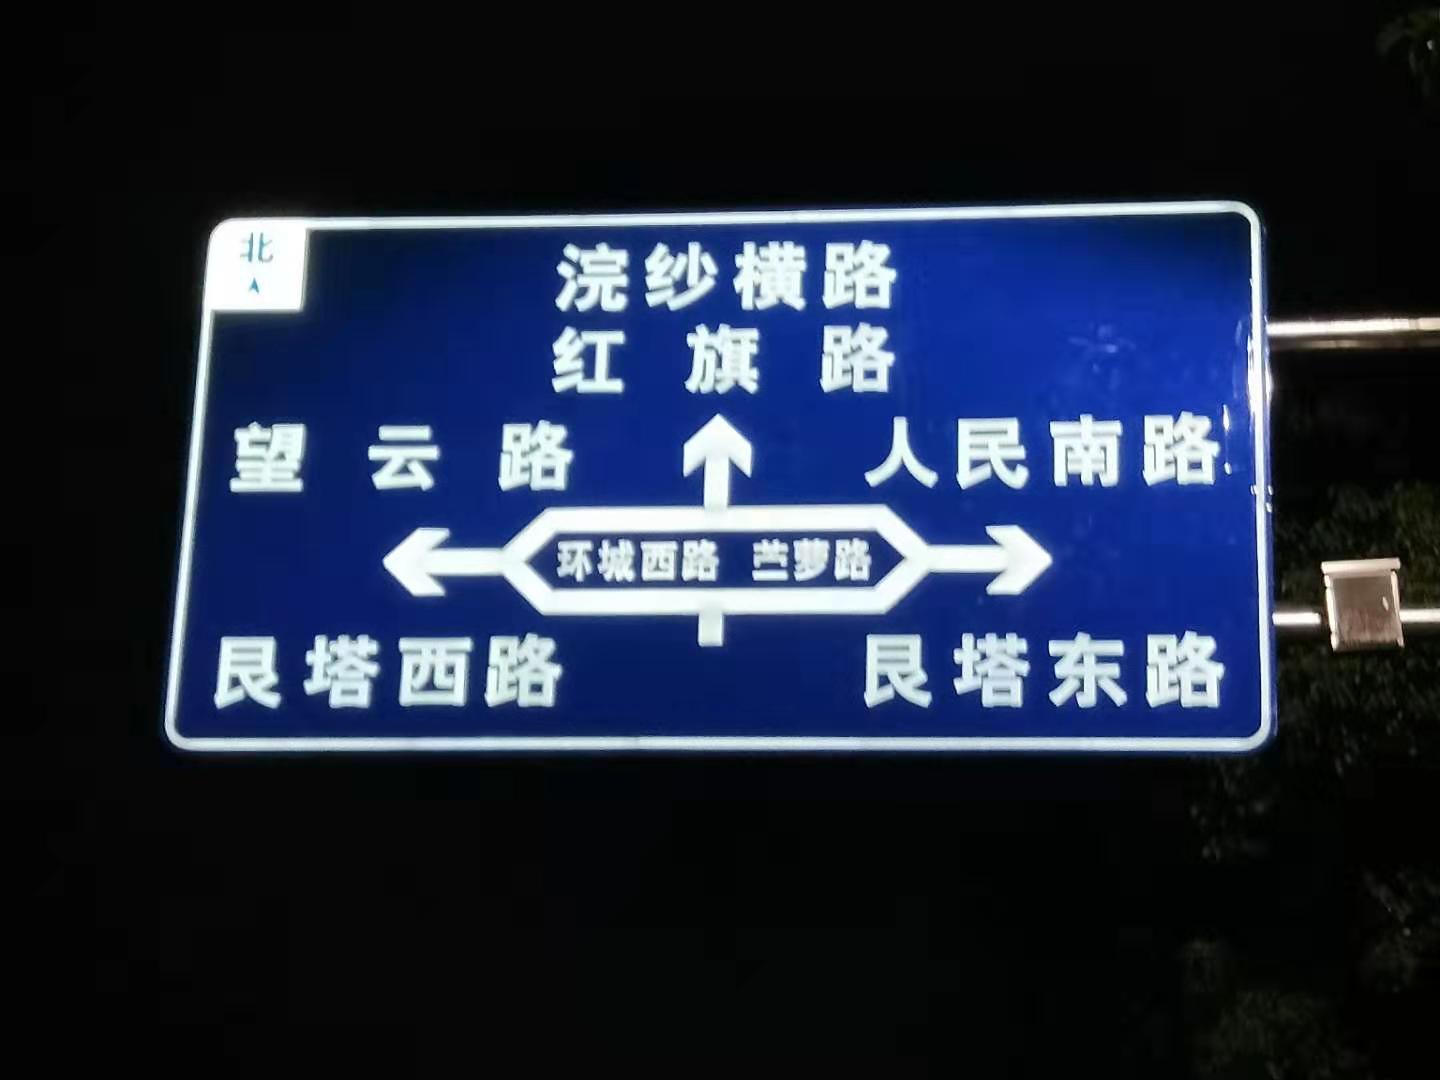 北
浣纱横路
红旗路
望云路
人民南路
环城西路 苎萝路
艮塔西路
艮塔东路